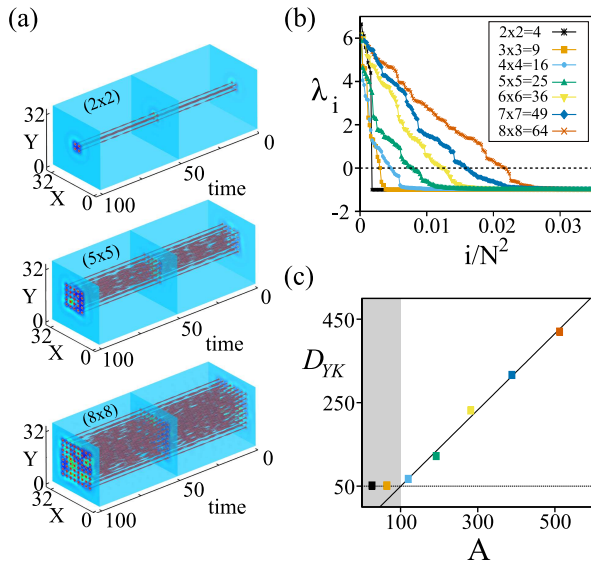 (a)
(2x2)
32
Y
0
32
X
0
100
50
time
0
(5x5)
32
Y
0
32
X
0
100
50
time
0
(8x8)
32
Y
0
32
X
0
100
50
time
0
(b)
λi
6
4
2
0
-1
2x2=4
3x3=9
4x4=16
5x5=25
6x6=36
7x7=49
8x8=64
0
0.01
0.02
0.03
i/N²
(c)
DYK
450
250
50
100
300
500
A